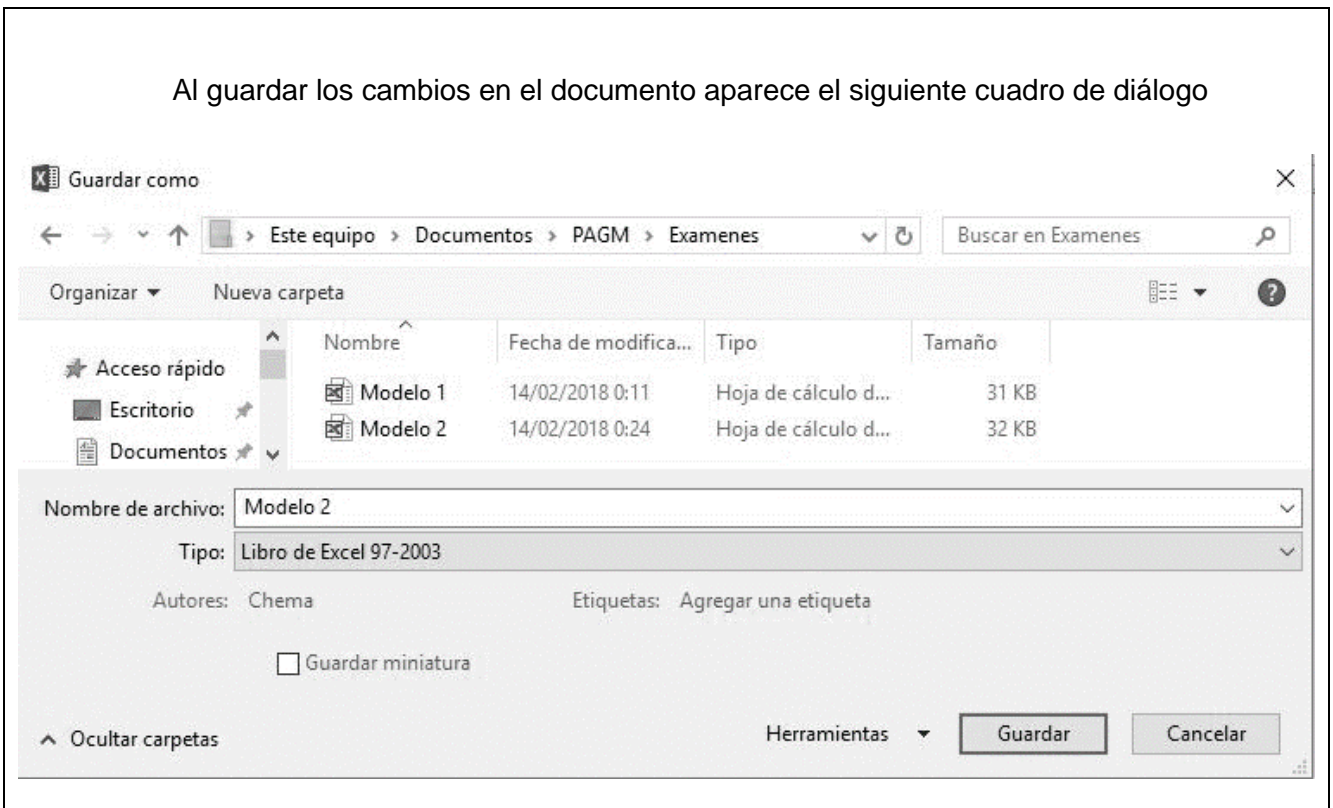 Al guardar los cambios en el documento aparece el siguiente cuadro de diálogo
Guardar como
Este equipo > Documentos > PAGM > Examenes
Buscar en Examenes
Organizar
Nueva carpeta
Nombre Fecha de modifica... Tipo Tamaño
Acceso rápido
Escritorio
Documentos
Modelo 1 14/02/2018 0:11 Hoja de cálculo d... 31 KB
Modelo 2 14/02/2018 0:24 Hoja de cálculo d... 32 KB
Nombre de archivo: Modelo 2
Tipo: Libro de Excel 97-2003
Autores: Chema Etiquetas: Agregar una etiqueta
Guardar miniatura
Ocultar carpetas Herramientas Guardar Cancelar